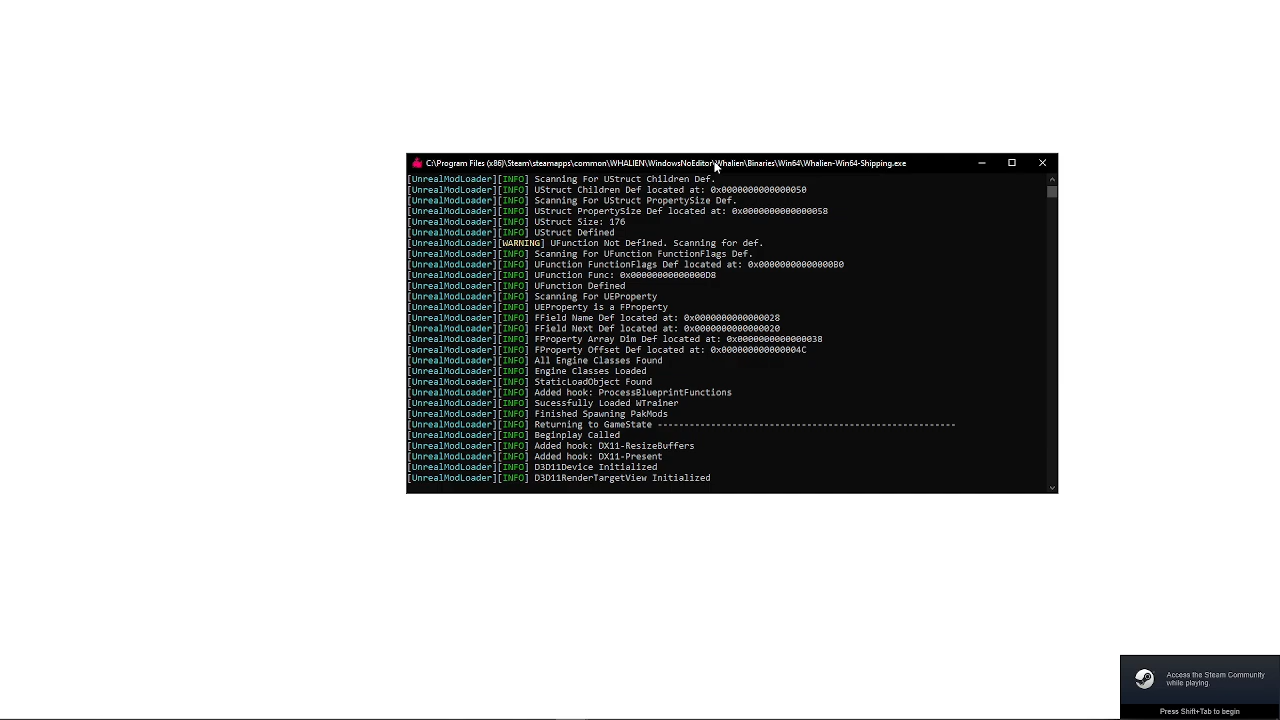 C:\Program Files (x86)\Steam\steamapps\common\WHALIEN\WindowsNoEditor\Whalien\Binaries\Win64\Whalien-Win64-Shipping.exe
[UnrealModLoader][INFO] Scanning For UStruct Children Def.
[UnrealModLoader][INFO] UStruct Children Def located at: 0x0000000000000050
[UnrealModLoader][INFO] Scanning For UStruct PropertySize Def.
[UnrealModLoader][INFO] UStruct PropertySize Def located at: 0x0000000000000058
[UnrealModLoader][INFO] UStruct Size: 176
[UnrealModLoader][INFO] UStruct Defined
[UnrealModLoader][WARNING] UFunction Not Defined. Scanning for def.
[UnrealModLoader][INFO] Scanning For UFunction FunctionFlags Def.
[UnrealModLoader][INFO] UFunction FunctionFlags Def located at: 0x00000000000000B0
[UnrealModLoader][INFO] UFunction Func: 0x00000000000000D8
[UnrealModLoader][INFO] UFunction Defined
[UnrealModLoader][INFO] Scanning For UEProperty
[UnrealModLoader][INFO] UEProperty is a FProperty
[UnrealModLoader][INFO] FField Name Def located at: 0x0000000000000028
[UnrealModLoader][INFO] FField Next Def located at: 0x0000000000000020
[UnrealModLoader][INFO] FProperty Array Dim Def located at: 0x0000000000000038
[UnrealModLoader][INFO] FProperty Offset Def located at: 0x000000000000004C
[UnrealModLoader][INFO] All Engine Classes Found
[UnrealModLoader][INFO] Engine Classes Loaded
[UnrealModLoader][INFO] StaticLoadObject Found
[UnrealModLoader][INFO] Added hook: ProcessBlueprintFunctions
[UnrealModLoader][INFO] Sucessfully Loaded WTrainer
[UnrealModLoader][INFO] Finished Spawning PakMods
[UnrealModLoader][INFO] Returning to GameState --------------------------------------------------------
[UnrealModLoader][INFO] Beginplay Called
[UnrealModLoader][INFO] Added hook: DX11-ResizeBuffers
[UnrealModLoader][INFO] Added hook: DX11-Present
[UnrealModLoader][INFO] D3D11Device Initialized
[UnrealModLoader][INFO] D3D11RenderTargetView Initialized
Access the Steam Community
while playing.
Press Shift+Tab to begin